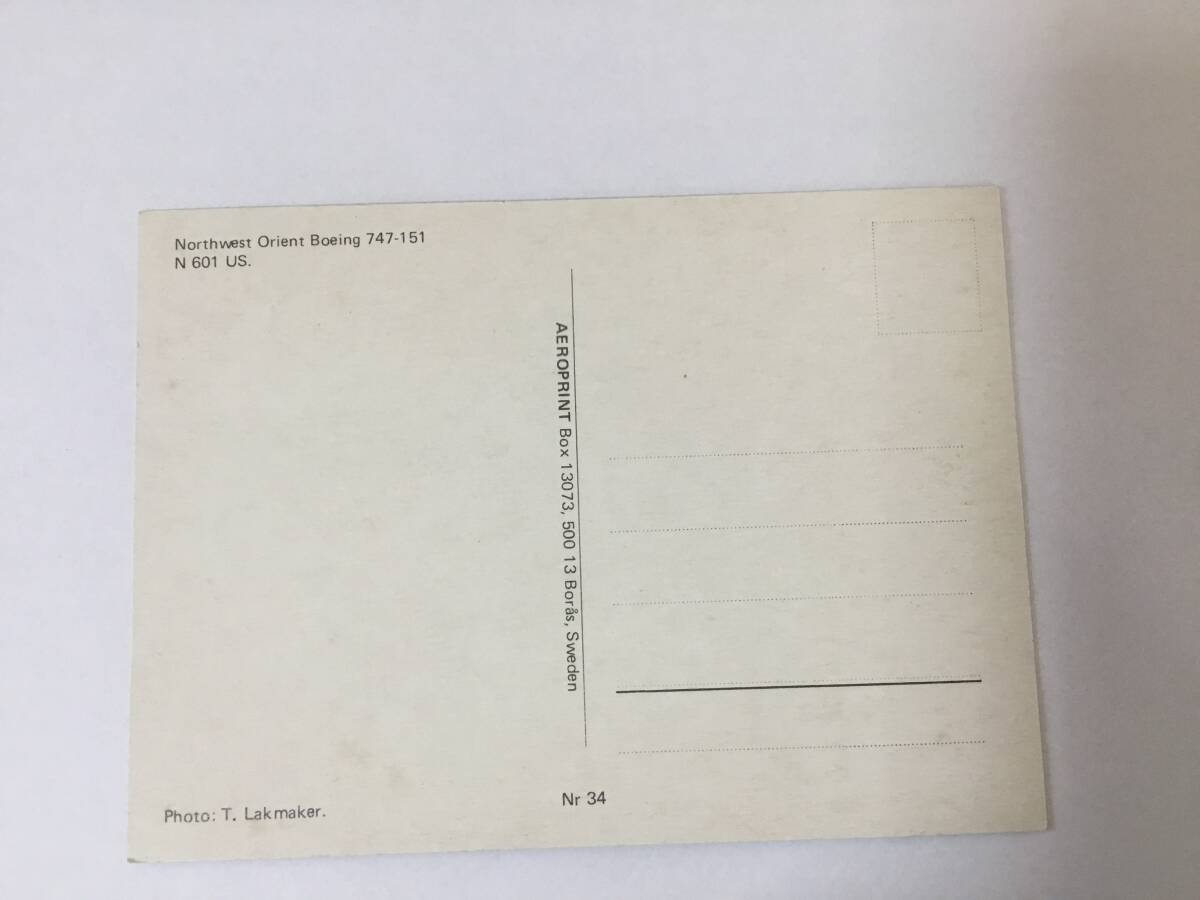 Northwest Orient Boeing 747-151
N 601 US.
AEROPRINT Box 13073, 500 13 Borås, Sweden
Photo: T. Lakmaker.
Nr 34